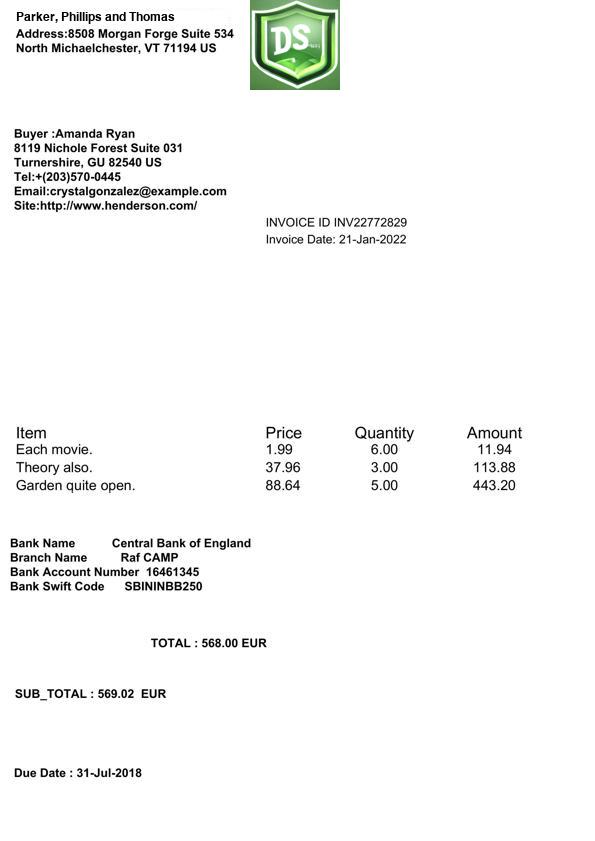 Parker, Phillips and Thomas
Address:8508 Morgan Forge Suite 534
North Michaelchester, VT 71194 US
DS
Buyer :Amanda Ryan
8119 Nichole Forest Suite 031
Turnershire, GU 82540 US
Tel:+(203)570-0445
Email:crystalgonzalez@example.com
Site:http://www.henderson.com/
INVOICE ID INV22772829
Invoice Date: 21-Jan-2022
Item Price Quantity Amount
Each movie. 1.99 6.00 11.94
Theory also. 37.96 3.00 113.88
Garden quite open. 88.64 5.00 443.20
Bank Name Central Bank of England
Branch Name Raf CAMP
Bank Account Number 16461345
Bank Swift Code SBININBB250
TOTAL : 568.00 EUR
SUB_TOTAL : 569.02 EUR
Due Date : 31-Jul-2018